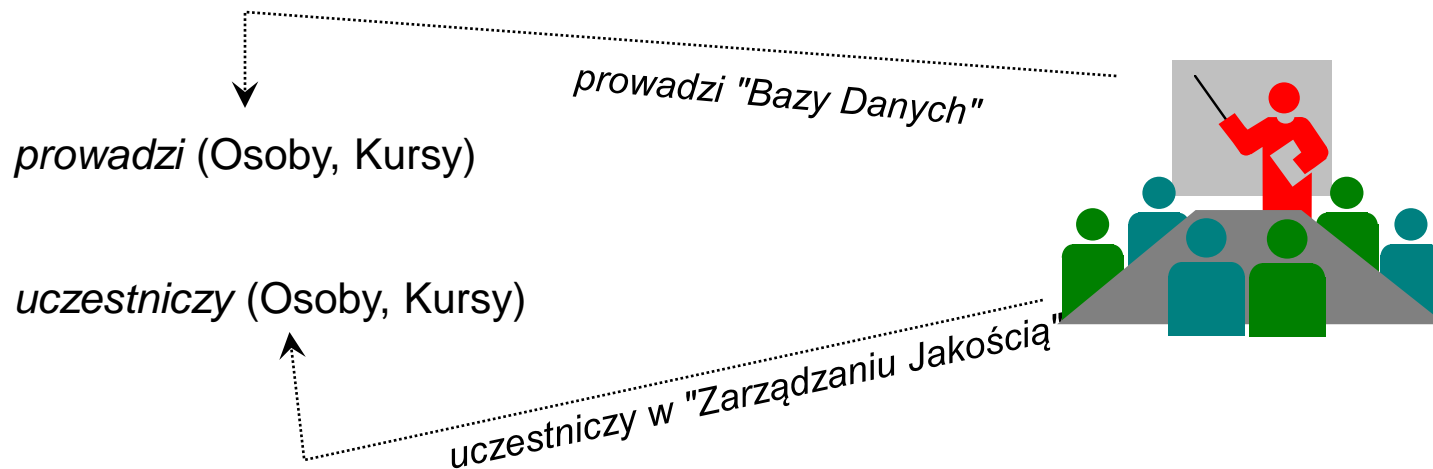 prowadzi "Bazy Danych"
prowadzi (Osoby, Kursy)
uczestniczy (Osoby, Kursy)
uczestniczy w "Zarządzaniu Jakością"